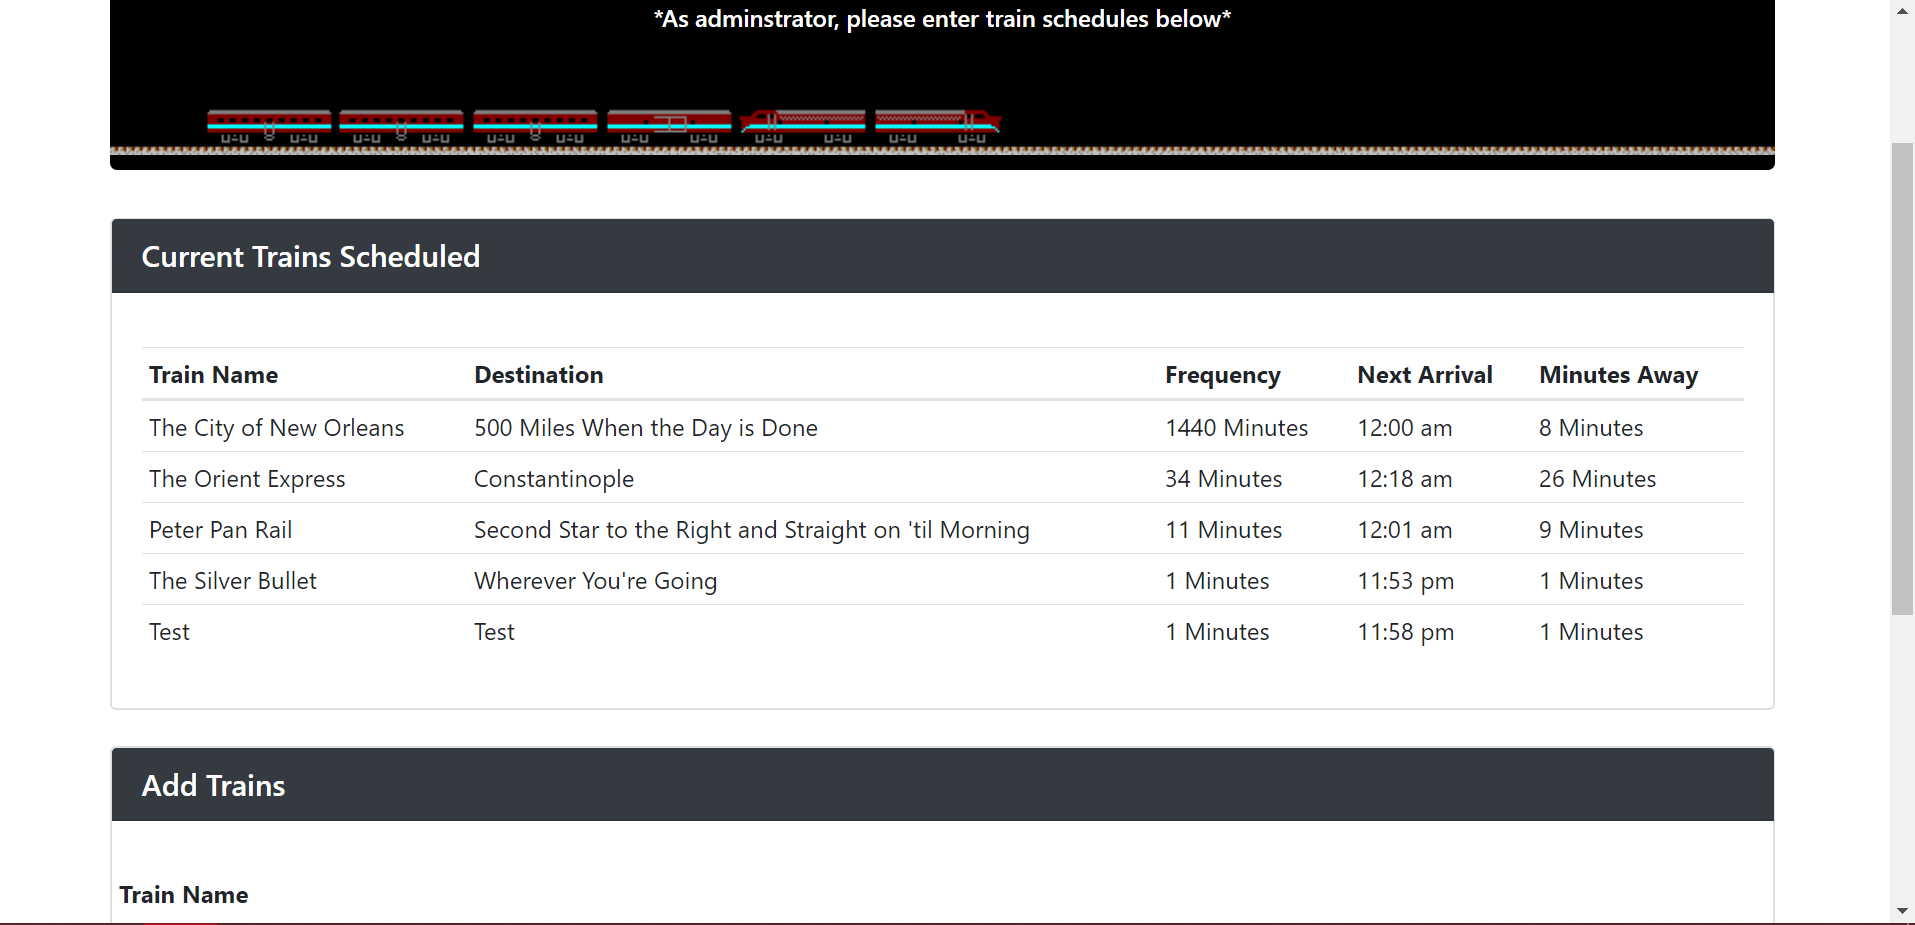 *As adminstrator, please enter train schedules below*
Current Trains Scheduled
Train Name Destination Frequency Next Arrival Minutes Away
The City of New Orleans 500 Miles When the Day is Done 1440 Minutes 12:00 am 8 Minutes
The Orient Express Constantinople 34 Minutes 12:18 am 26 Minutes
Peter Pan Rail Second Star to the Right and Straight on 'til Morning 11 Minutes 12:01 am 9 Minutes
The Silver Bullet Wherever You're Going 1 Minutes 11:53 pm 1 Minutes
Test Test 1 Minutes 11:58 pm 1 Minutes
Add Trains
Train Name